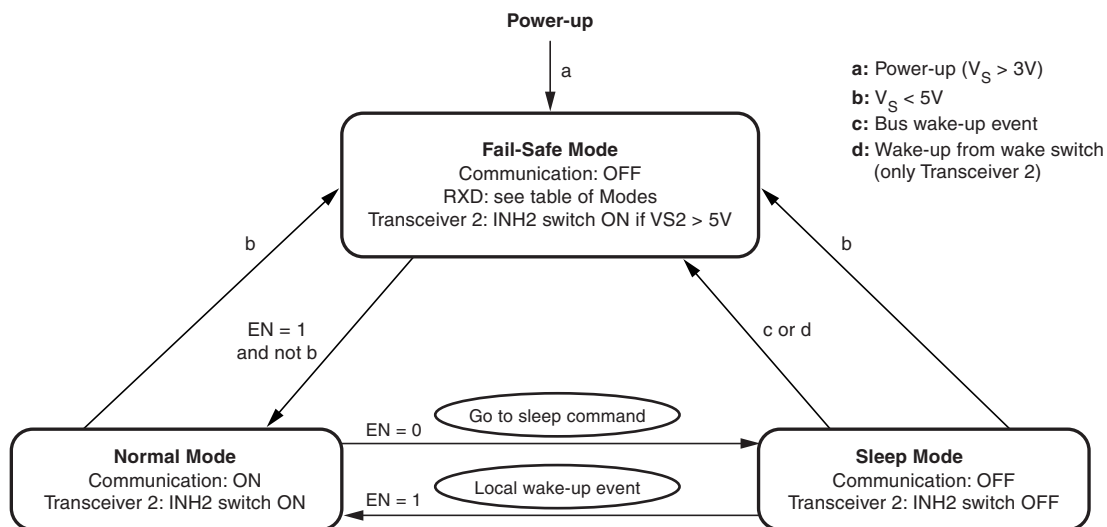 Power-up
a
a: Power-up (VS > 3V)
b: VS < 5V
c: Bus wake-up event
d: Wake-up from wake switch
(only Transceiver 2)
Fail-Safe Mode
Communication: OFF
RXD: see table of Modes
Transceiver 2: INH2 switch ON if VS2 > 5V
b
b
EN = 1
and not b
c or d
Go to sleep command
EN = 0
Normal Mode
Communication: ON
Transceiver 2: INH2 switch ON
Local wake-up event
EN = 1
Sleep Mode
Communication: OFF
Transceiver 2: INH2 switch OFF